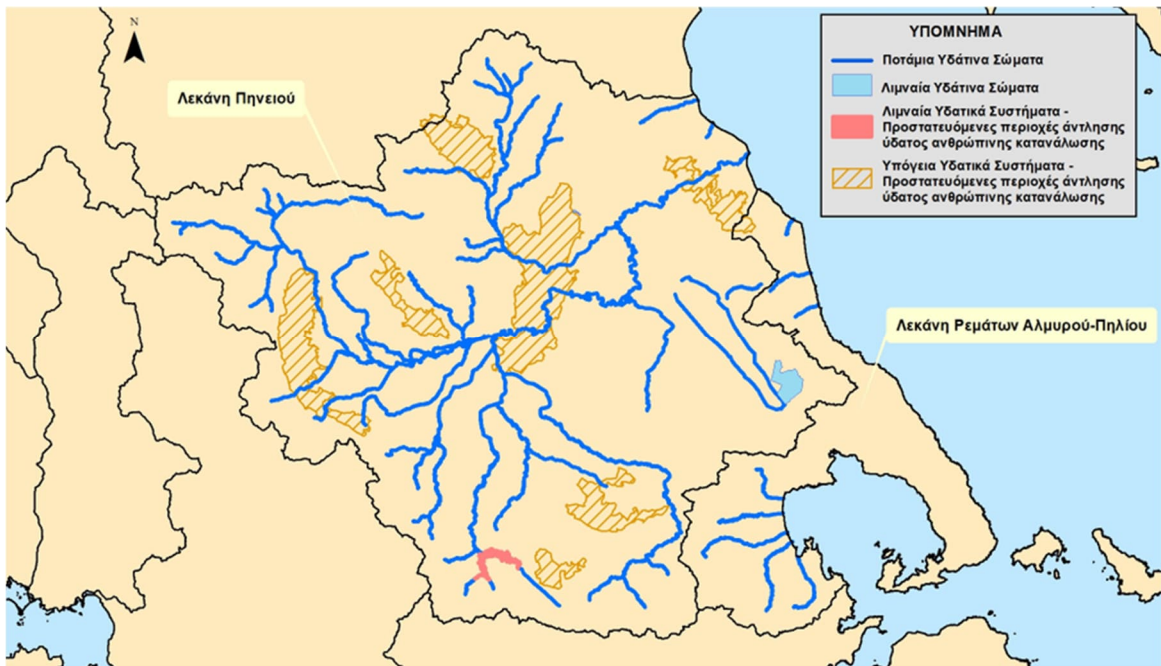 N
ΥΠΟΜΝΗΜΑ
Ποτάμια Υδάτινα Σώματα
Λιμναία Υδάτινα Σώματα
Λιμναία Υδατικά Συστήματα -
Προστατευόμενες περιοχές άντλησης
ύδατος ανθρώπινης κατανάλωσης
Υπόγεια Υδατικά Συστήματα -
Προστατευόμενες περιοχές άντλησης
ύδατος ανθρώπινης κατανάλωσης
Λεκάνη Πηνειού
Λεκάνη Ρεμάτων Αλμυρού-Πηλίου